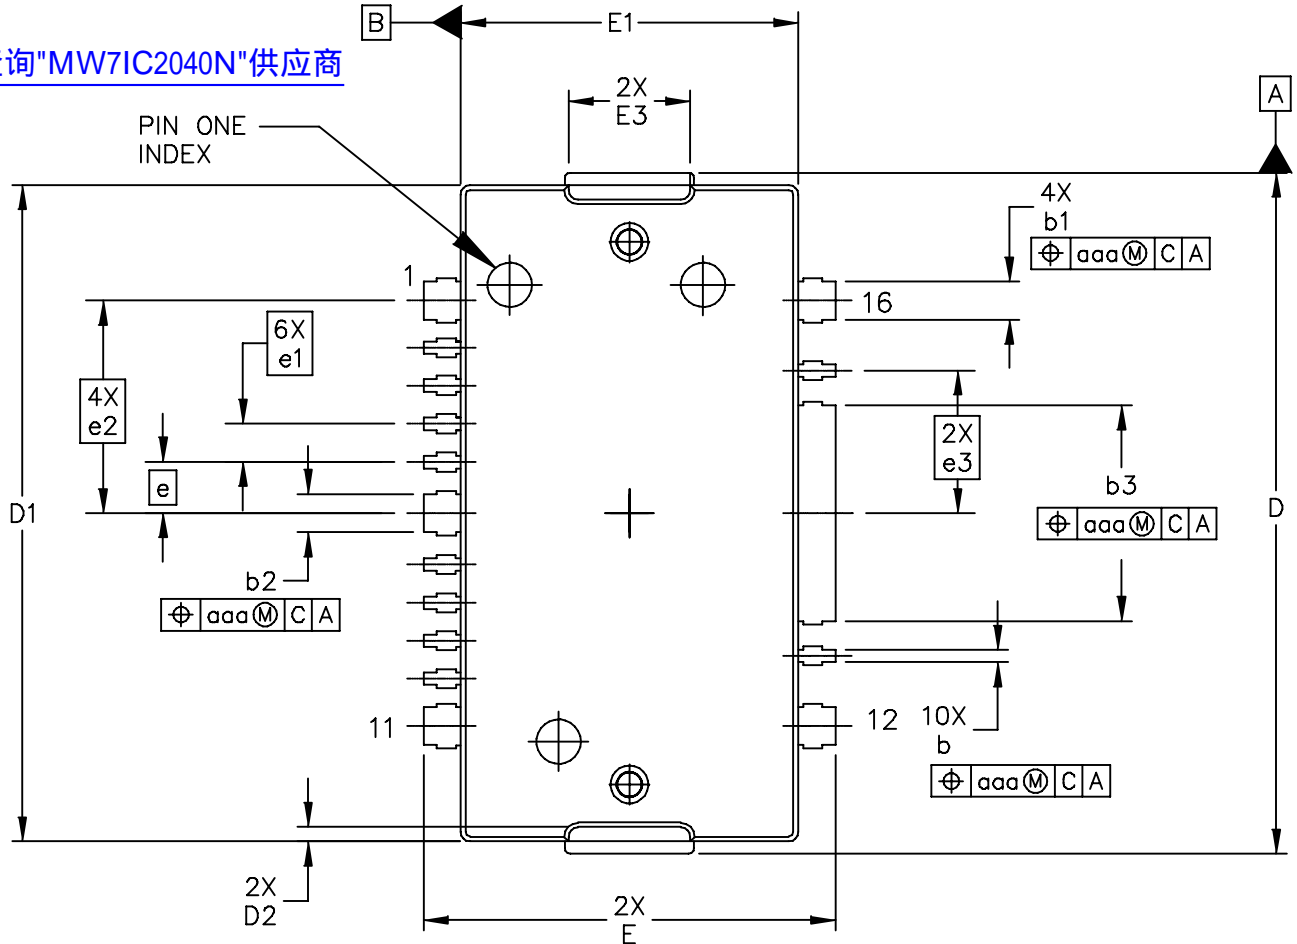 B
E1
询"MW7IC2040N"供应商
2X
E3
A
PIN ONE
INDEX
4X
b1
⌖ aaa Ⓜ C A
1
16
6X
e1
4X
e2
2X
e3
e
b3
⌖ aaa Ⓜ C A
D1
D
b2
⌖ aaa Ⓜ C A
11
12
10X
b
⌖ aaa Ⓜ C A
2X
D2
2X
E